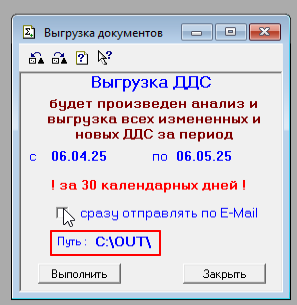 Выгрузка документов
Выгрузка ДДС
будет произведен анализ и
выгрузка всех измененных и
новых ДДС за период
с 06.04.25 по 06.05.25
! за 30 календарных дней !
сразу отправлять по E-Mail
Путь: C:\OUT\
Выполнить Закрыть